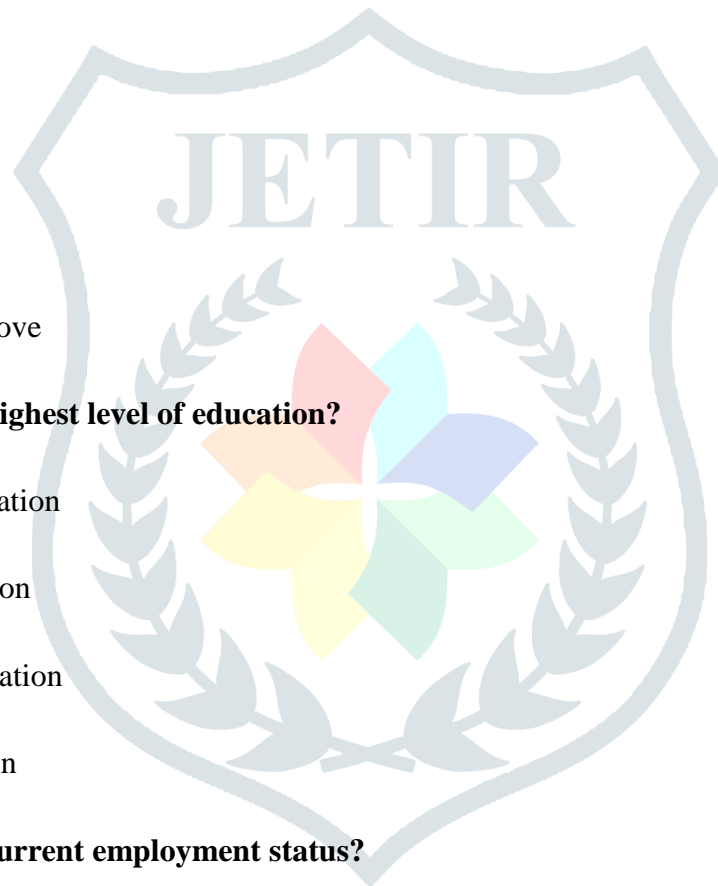 JETIR
ove
ighest level of education?
ation
on
ation
n
urrent employment status?